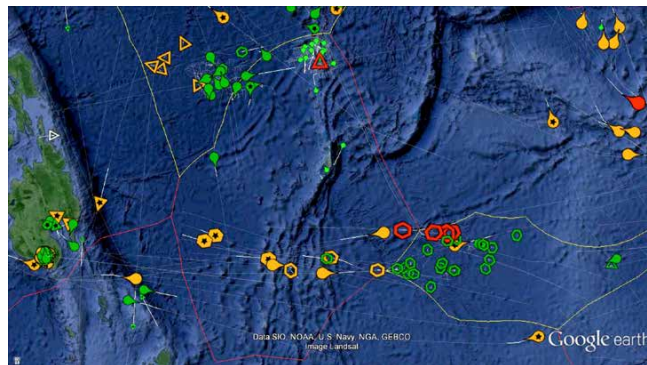 Data SIO, NOAA, U.S. Navy, NGA, GEBCO
Image Landsat
Google earth